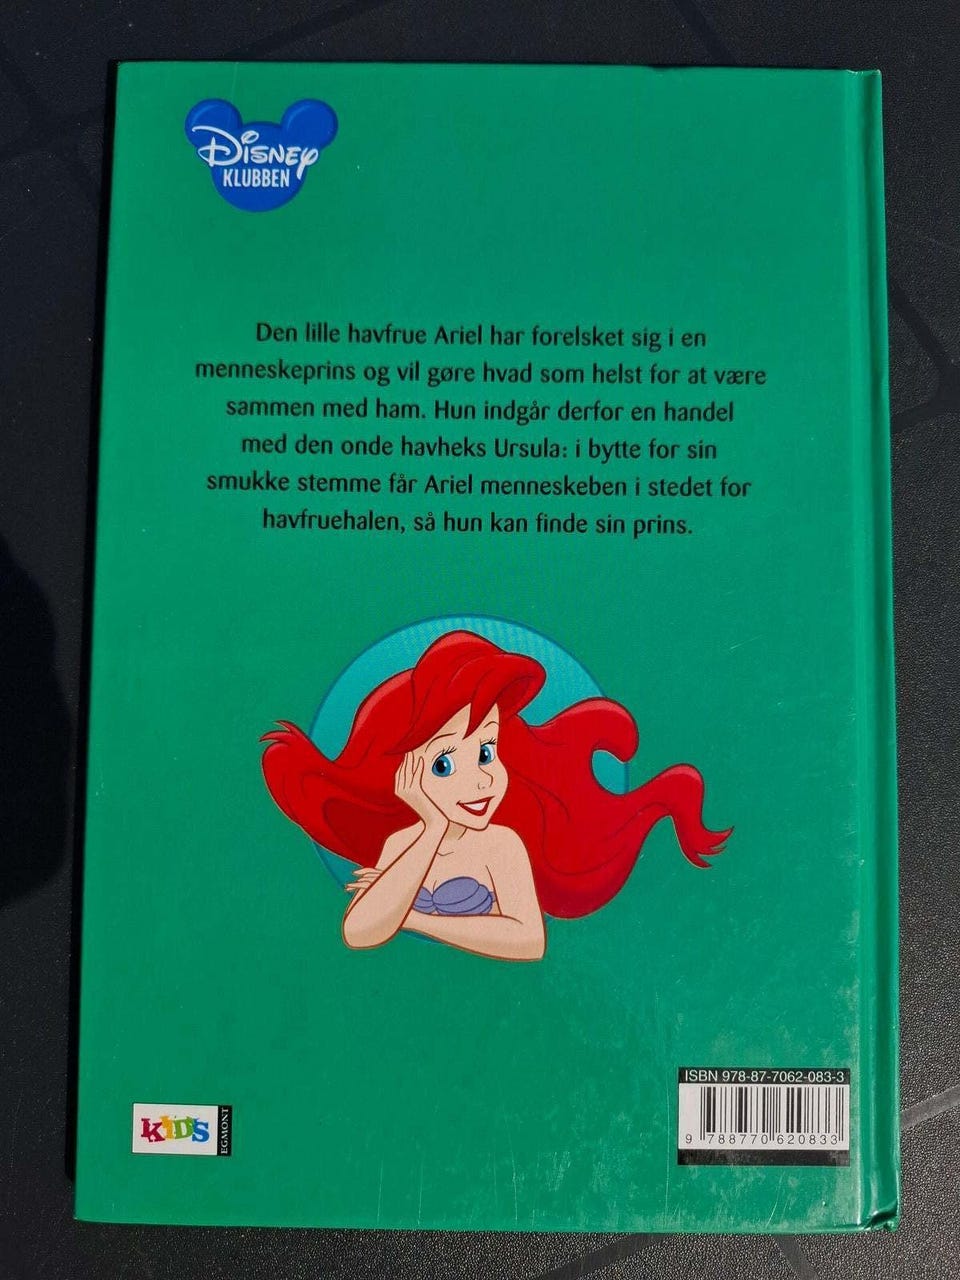 Disney
KLUBBEN
Den lille havfrue Ariel har forelsket sig i en
menneskeprins og vil gøre hvad som helst for at være
sammen med ham. Hun indgår derfor en handel
med den onde havheks Ursula: i bytte for sin
smukke stemme får Ariel menneskeben i stedet for
havfruehalen, så hun kan finde sin prins.
KIDS
EGMONT
ISBN 978-87-7062-083-3
9 788770 620833